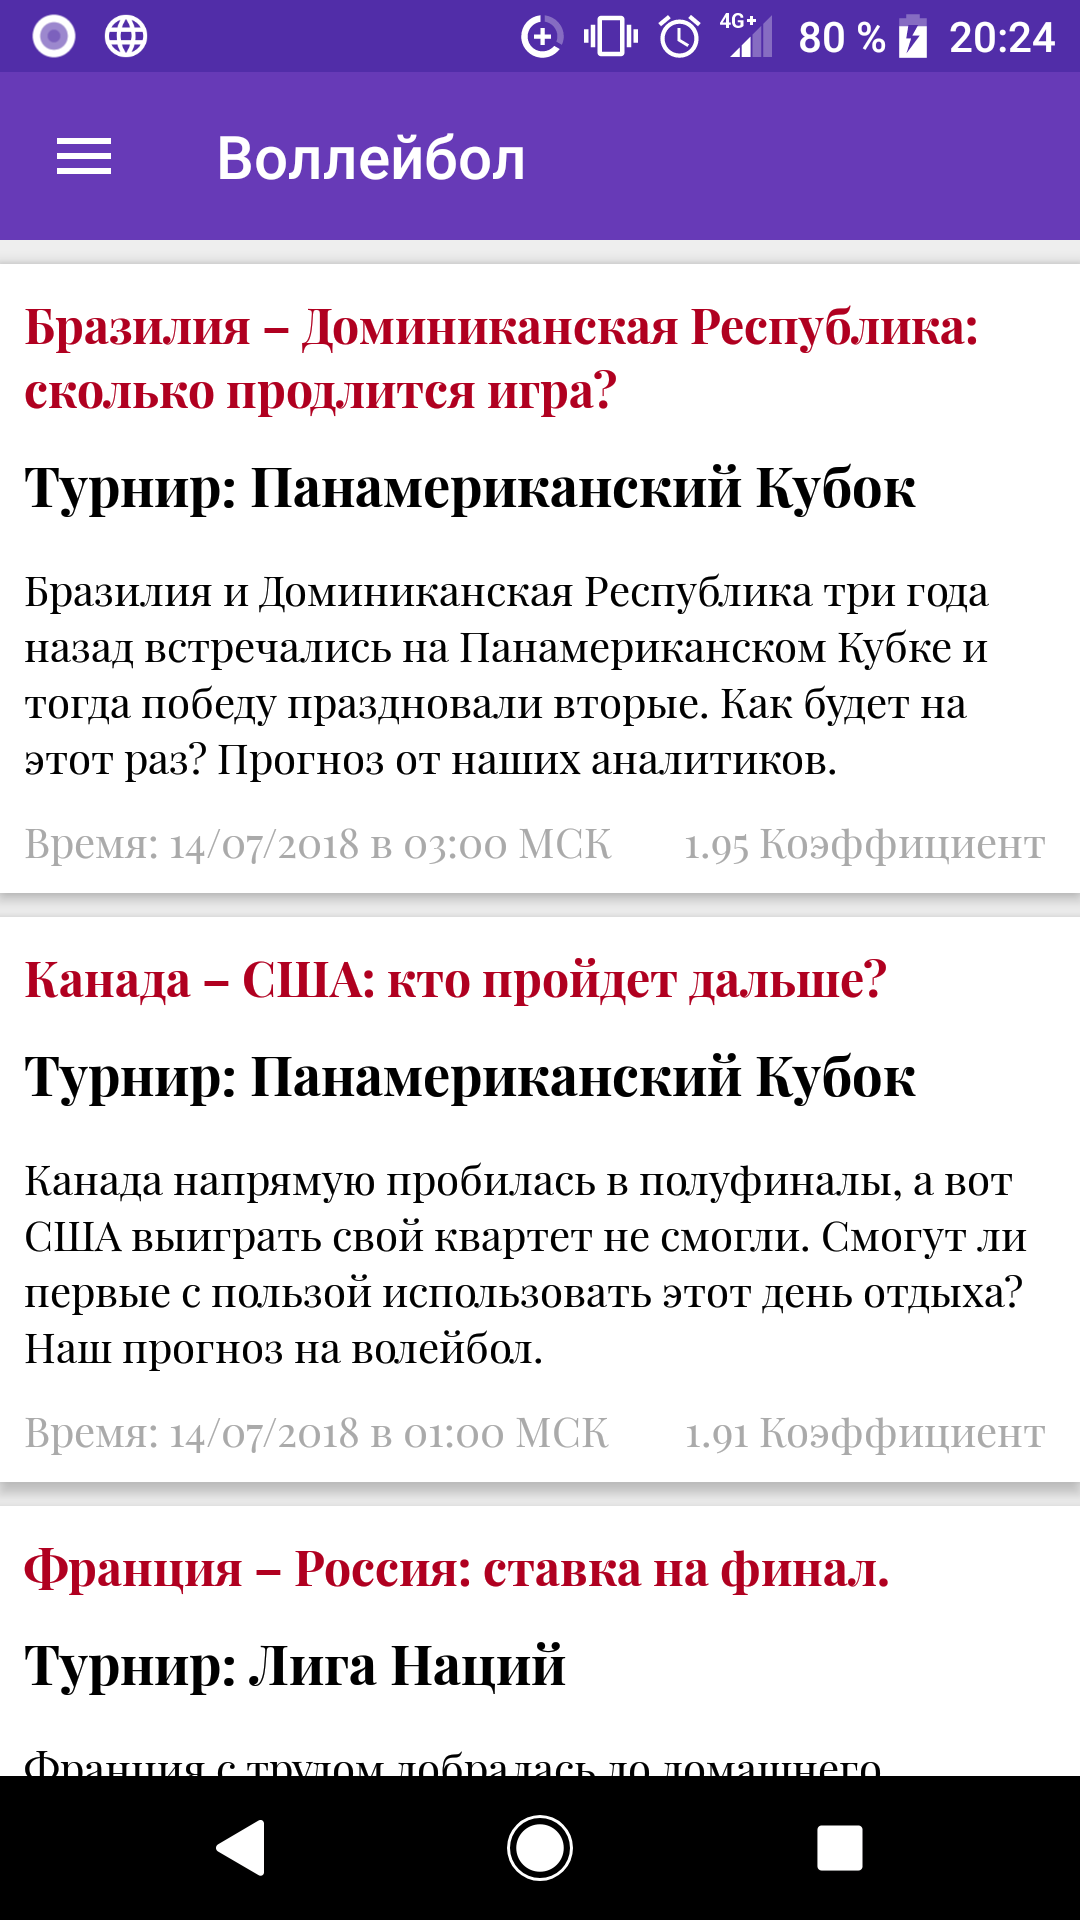 4G+ 80 % 20:24
Воллейбол
Бразилия – Доминиканская Республика:
сколько продлится игра?
Турнир: Панамериканский Кубок
Бразилия и Доминиканская Республика три года
назад встречались на Панамериканском Кубке и
тогда победу праздновали вторые. Как будет на
этот раз? Прогноз от наших аналитиков.
Время: 14/07/2018 в 03:00 МСК 1.95 Коэффициент
Канада – США: кто пройдет дальше?
Турнир: Панамериканский Кубок
Канада напрямую пробилась в полуфиналы, а вот
США выиграть свой квартет не смогли. Смогут ли
первые с пользой использовать этот день отдыха?
Наш прогноз на волейбол.
Время: 14/07/2018 в 01:00 МСК 1.91 Коэффициент
Франция – Россия: ставка на финал.
Турнир: Лига Наций
Франция с трудом добралась до домашнего